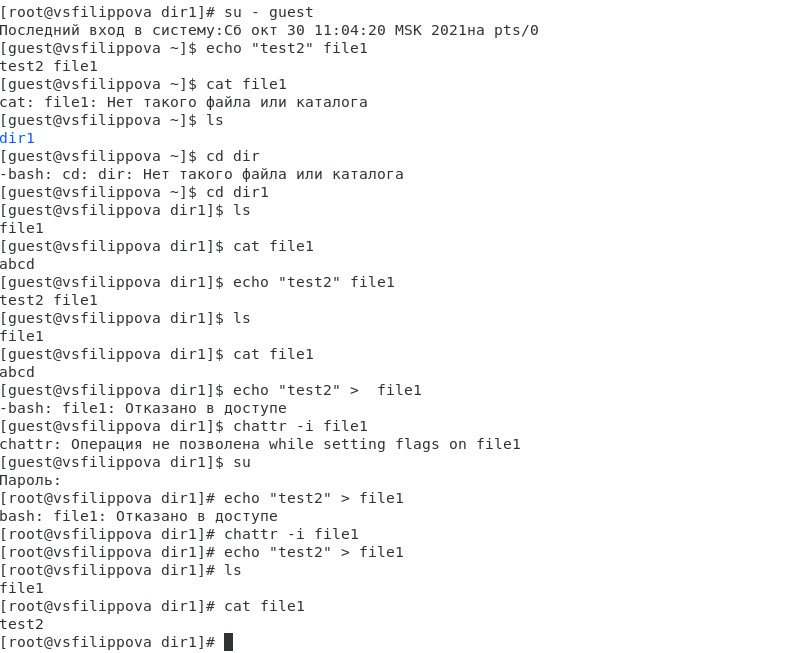 [root@vsfilippova dir1]# su - guest
Последний вход в систему:Сб окт 30 11:04:20 MSK 2021на pts/0
[guest@vsfilippova ~]$ echo "test2" file1
test2 file1
[guest@vsfilippova ~]$ cat file1
cat: file1: Нет такого файла или каталога
[guest@vsfilippova ~]$ ls
dir1
[guest@vsfilippova ~]$ cd dir
-bash: cd: dir: Нет такого файла или каталога
[guest@vsfilippova ~]$ cd dir1
[guest@vsfilippova dir1]$ ls
file1
[guest@vsfilippova dir1]$ cat file1
abcd
[guest@vsfilippova dir1]$ echo "test2" file1
test2 file1
[guest@vsfilippova dir1]$ ls
file1
[guest@vsfilippova dir1]$ cat file1
abcd
[guest@vsfilippova dir1]$ echo "test2" >  file1
-bash: file1: Отказано в доступе
[guest@vsfilippova dir1]$ chattr -i file1
chattr: Операция не позволена while setting flags on file1
[guest@vsfilippova dir1]$ su
Пароль:
[root@vsfilippova dir1]# echo "test2" > file1
bash: file1: Отказано в доступе
[root@vsfilippova dir1]# chattr -i file1
[root@vsfilippova dir1]# echo "test2" > file1
[root@vsfilippova dir1]# ls
file1
[root@vsfilippova dir1]# cat file1
test2
[root@vsfilippova dir1]#